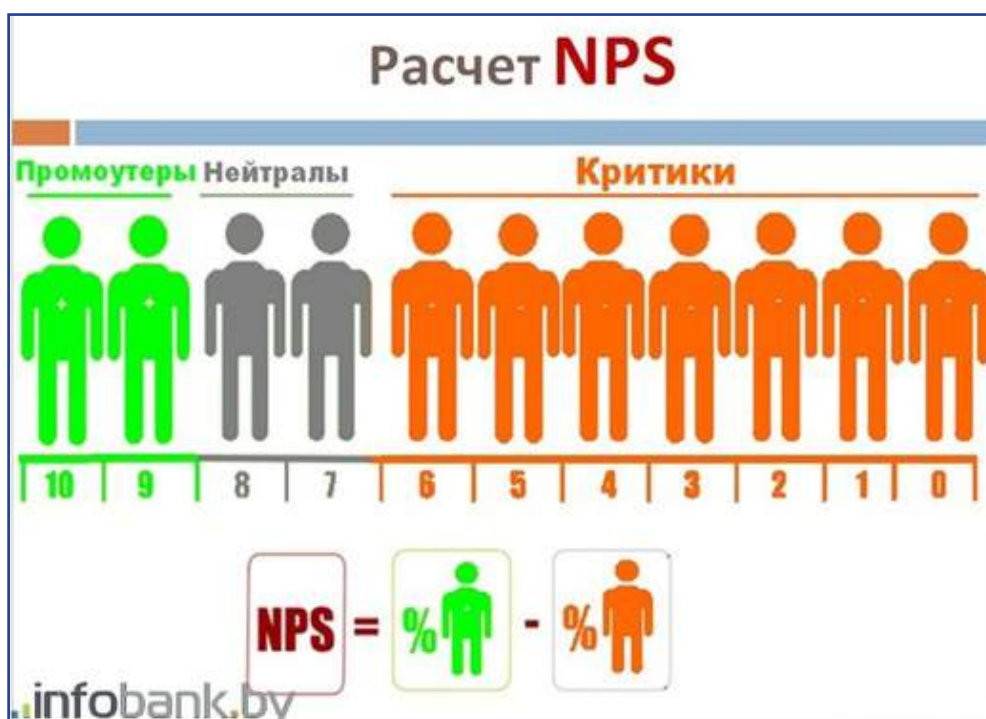 Расчет NPS
Промоутеры Нейтралы Критики
10 9 8 7 6 5 4 3 2 1 0
NPS = % - %
infobank.by